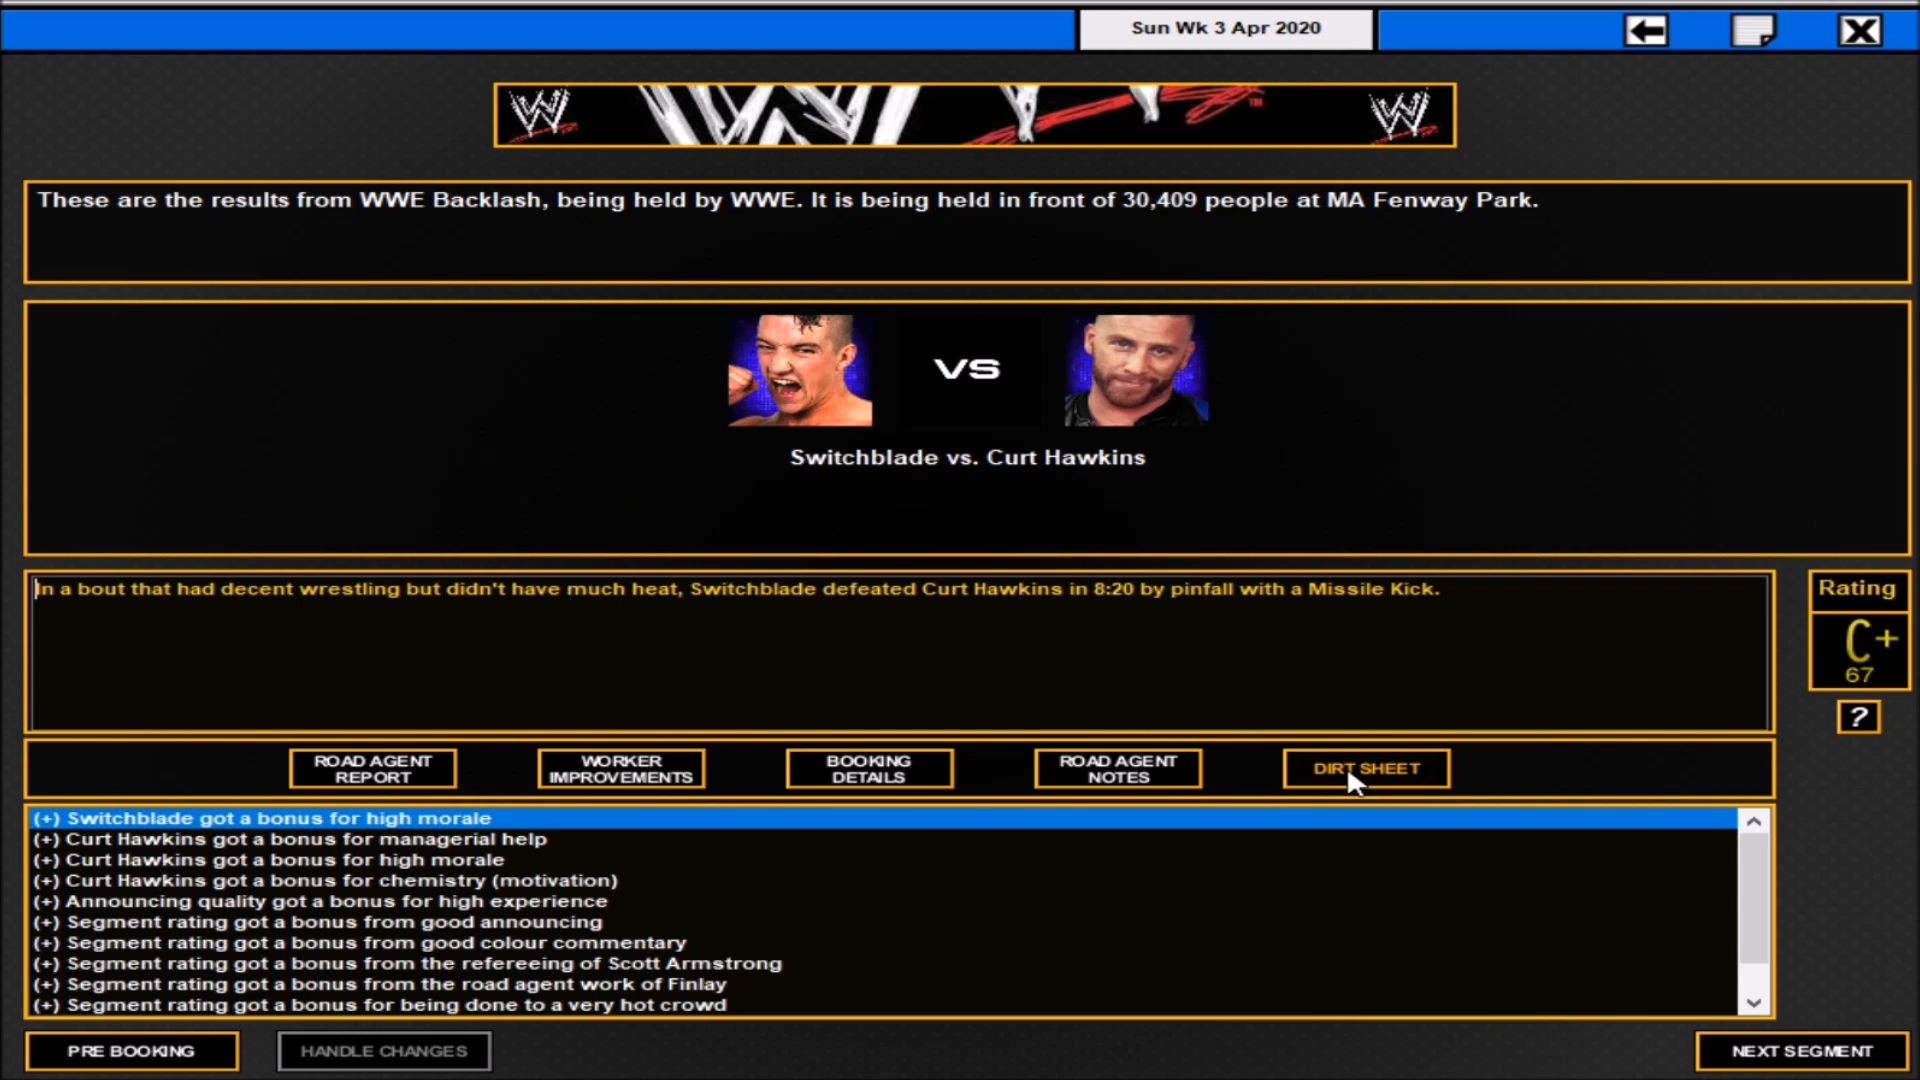 Sun Wk 3 Apr 2020
These are the results from WWE Backlash, being held by WWE. It is being held in front of 30,409 people at MA Fenway Park.
VS
Switchblade vs. Curt Hawkins
In a bout that had decent wrestling but didn't have much heat, Switchblade defeated Curt Hawkins in 8:20 by pinfall with a Missile Kick.
Rating
C+
67
?
ROAD AGENT
REPORT
WORKER
IMPROVEMENTS
BOOKING
DETAILS
ROAD AGENT
NOTES
DIRT SHEET
(+) Switchblade got a bonus for high morale
(+) Curt Hawkins got a bonus for managerial help
(+) Curt Hawkins got a bonus for high morale
(+) Curt Hawkins got a bonus for chemistry (motivation)
(+) Announcing quality got a bonus for high experience
(+) Segment rating got a bonus from good announcing
(+) Segment rating got a bonus from good colour commentary
(+) Segment rating got a bonus from the refereeing of Scott Armstrong
(+) Segment rating got a bonus from the road agent work of Finlay
(+) Segment rating got a bonus for being done to a very hot crowd
PRE BOOKING
HANDLE CHANGES
NEXT SEGMENT